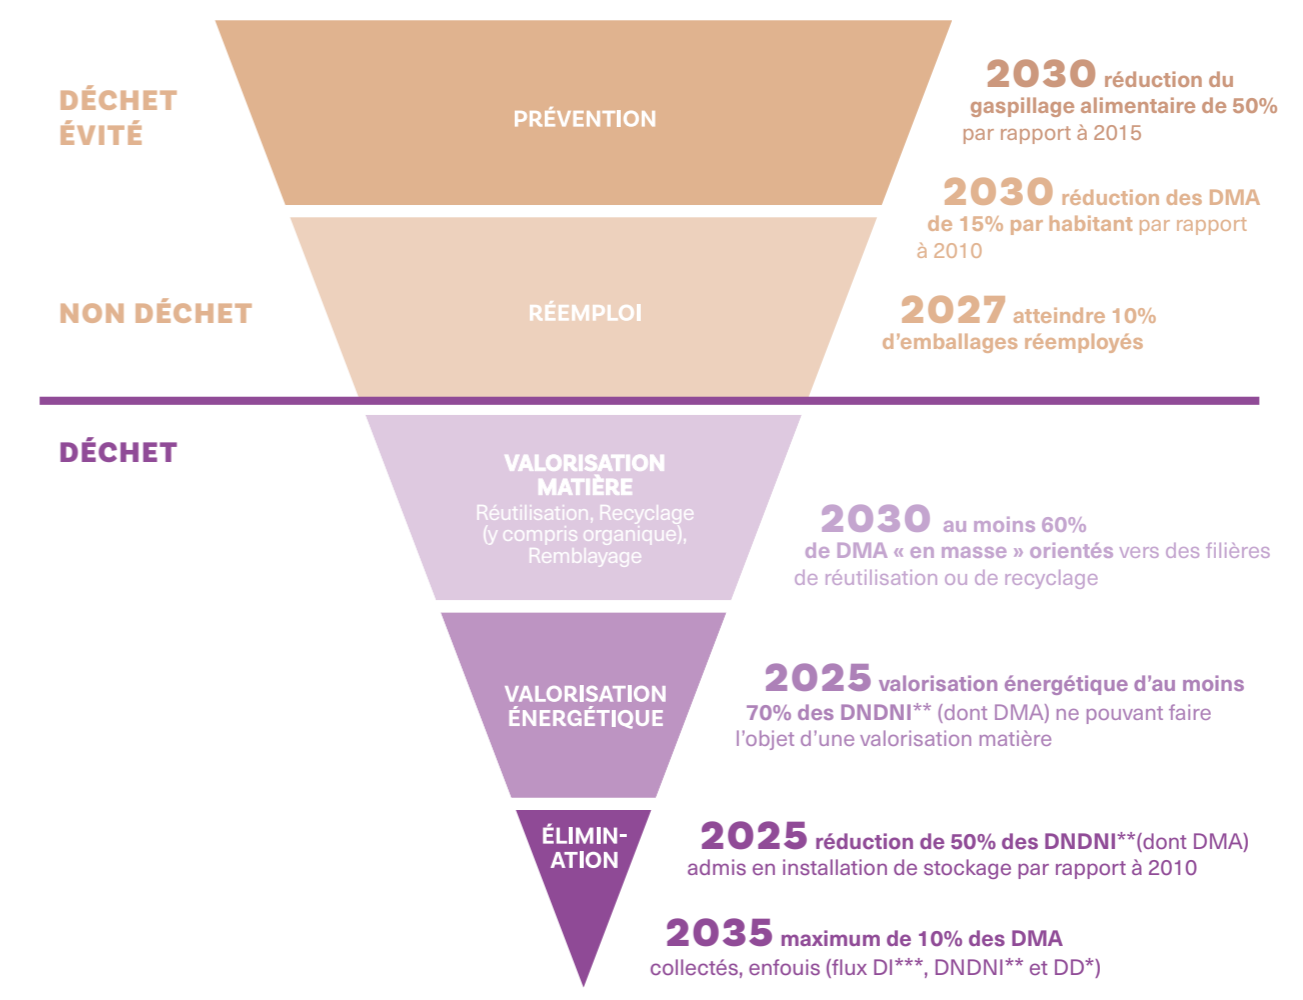 DÉCHET
ÉVITÉ
PRÉVENTION
2030 réduction du
gaspillage alimentaire de 50%
par rapport à 2015
2030 réduction des DMA
de 15% par habitant par rapport
à 2010
NON DÉCHET
RÉEMPLOI
2027 atteindre 10%
d’emballages réemployés
DÉCHET
VALORISATION
MATIÈRE
Réutilisation, Recyclage
(y compris organique),
Remblayage
2030 au moins 60%
de DMA « en masse » orientés vers des filières
de réutilisation ou de recyclage
VALORISATION
ÉNERGÉTIQUE
2025 valorisation énergétique d’au moins
70% des DNDNI** (dont DMA) ne pouvant faire
l’objet d’une valorisation matière
ÉLIMIN-
ATION
2025 réduction de 50% des DNDNI**(dont DMA)
admis en installation de stockage par rapport à 2010
2035 maximum de 10% des DMA
collectés, enfouis (flux DI***, DNDNI** et DD*)